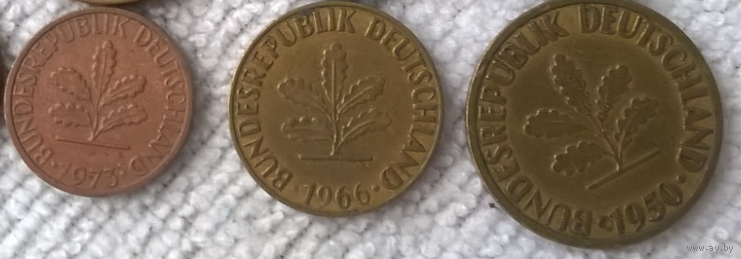 BUNDESREPUBLIK DEUTSCHLAND
· 1973 ·
BUNDESREPUBLIK DEUTSCHLAND
· 1966 ·
BUNDESREPUBLIK DEUTSCHLAND
· 1950 ·
www.ay.by